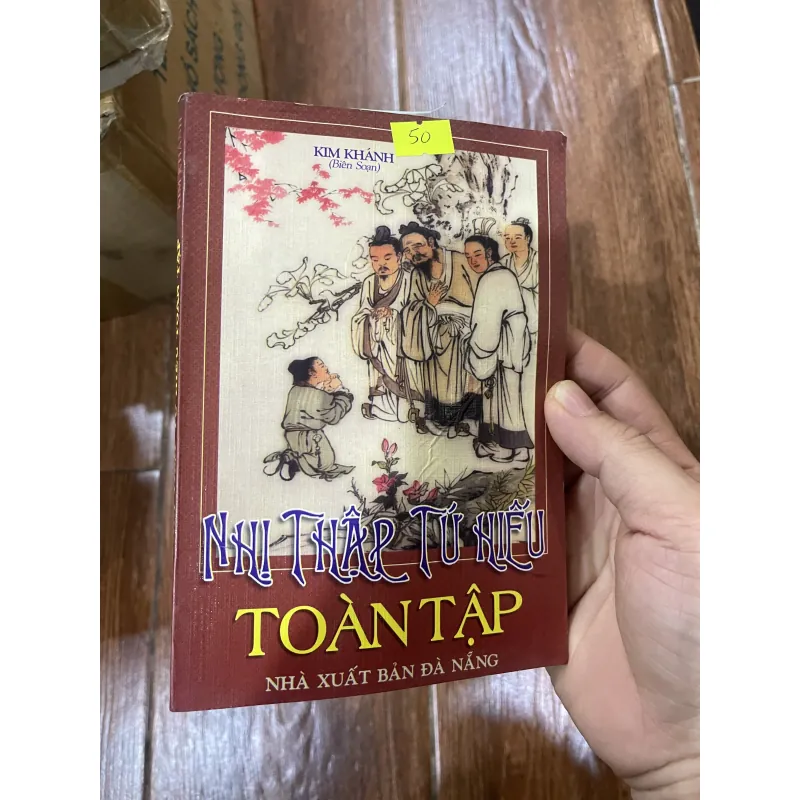 50
KIM KHÁNH
(Biên Soạn)
NHỊ THẬP TỨ HIẾU
TOÀN TẬP
NHÀ XUẤT BẢN ĐÀ NẴNG